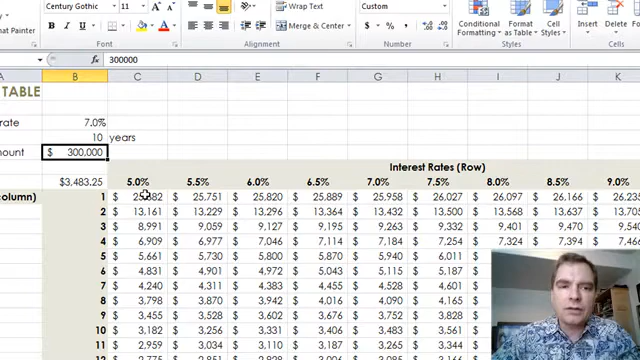 Century Gothic 11
Wrap Text
Custom
Merge & Center
$ % ,
Conditional Formatting
Format as Table
Cell Styles
Insert
Delete
mat Painter
B I U
Font
Alignment
Number
Styles
Cells
fx 300000
A B C D E F G H I J K
TABLE
rate 7.0%
10 years
mount $ 300,000
Interest Rates (Row)
$3,483.25 5.0% 5.5% 6.0% 6.5% 7.0% 7.5% 8.0% 8.5% 9.0%
column) 1 $ $ 25,751 $ 25,820 $ 25,889 $ 25,958 $ 26,027 $ 26,097 $ 26,166 $ 26,235
2 $ 13,161 $ 13,229 $ 13,296 $ 13,364 $ 13,432 $ 13,500 $ 13,568 $ 13,637 $ 13,705
3 $ 8,991 $ 9,059 $ 9,127 $ 9,195 $ 9,263 $ 9,332 $ 9,401 $ 9,470 $
4 $ 6,909 $ 6,977 $ 7,046 $ 7,114 $ 7,184 $ 7,254 $ 7,324 $ 7,394 $
5 $ 5,661 $ 5,730 $ 5,800 $ 5,870 $ 5,940 $ 6,011
6 $ 4,831 $ 4,901 $ 4,972 $ 5,043 $ 5,115 $ 5,187
7 $ 4,240 $ 4,311 $ 4,383 $ 4,455 $ 4,528 $
8 $ 3,798 $ 3,870 $ 3,942 $ 4,016 $ 4,090 $ 4,165
9 $ 3,455 $ 3,528 $ 3,602 $ 3,677 $ 3,752 $ 3,828
10 $ 3,182 $ 3,256 $ 3,331 $ 3,406 $ 3,483 $ 3,561
11 $ 2,959 $ 3,034 $ 3,110 $ 3,187 $ 3,265 $
12